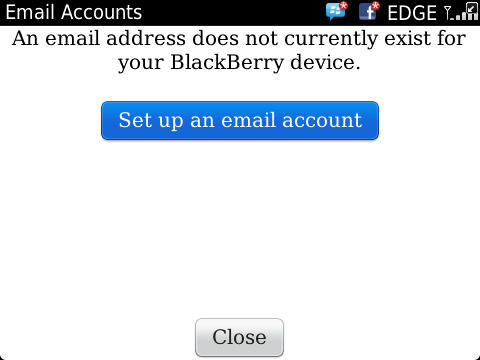 Email Accounts EDGE
An email address does not currently exist for
your BlackBerry device.
Set up an email account
Close